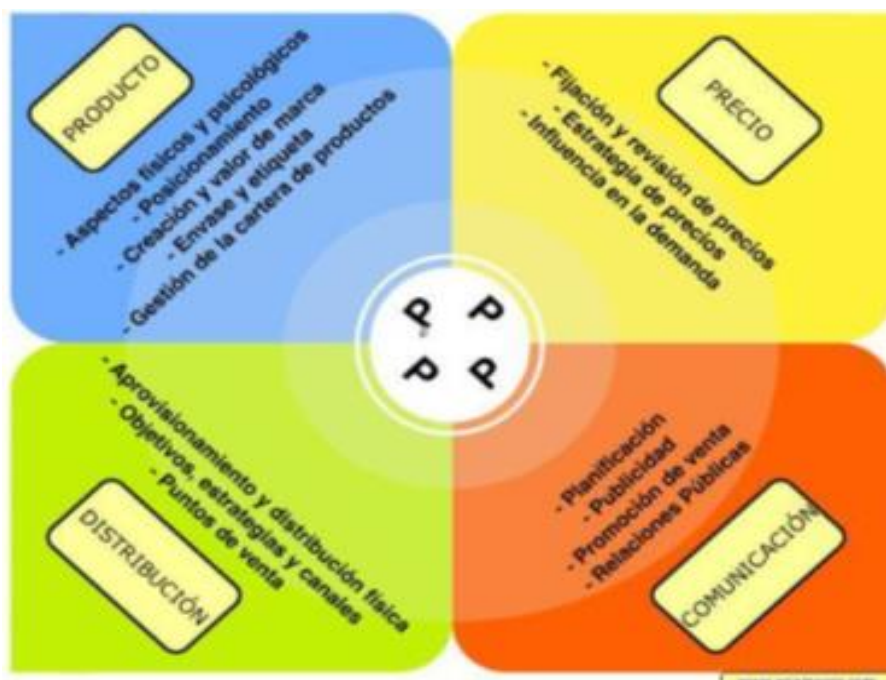 PRODUCTO
- Aspectos físicos y psicológicos
- Posicionamiento
- Creación y valor de marca
- Envase y etiqueta
- Gestión de la cartera de productos
PRECIO
- Fijación y revisión de precios
- Estrategia de precios
- Influencia en la demanda
P P
P P
- Aprovisionamiento y distribución física
- Objetivos, estrategias y canales
- Puntos de venta
DISTRIBUCIÓN
- Planificación
- Publicidad
- Promoción de venta
- Relaciones Públicas
COMUNICACIÓN